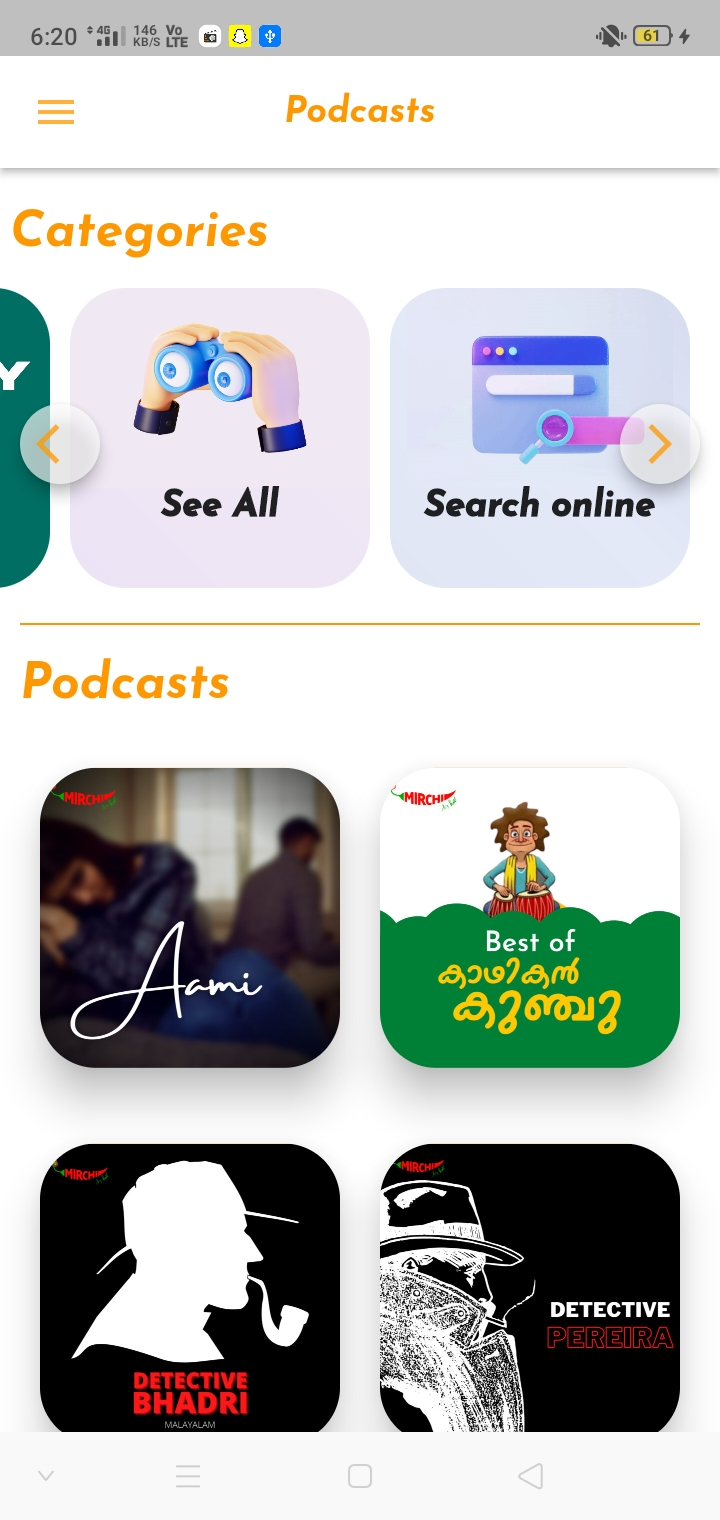 6:20 4G 146 KB/S Vo LTE 61
Podcasts
Categories
Y
See All
Search online
Podcasts
MIRCHI
Aami
MIRCHI
Best of
കാഥികൻ
കുഞ്ചു
MIRCHI
DETECTIVE
BHADRI
MALAYALAM
MIRCHI
DETECTIVE
PEREIRA